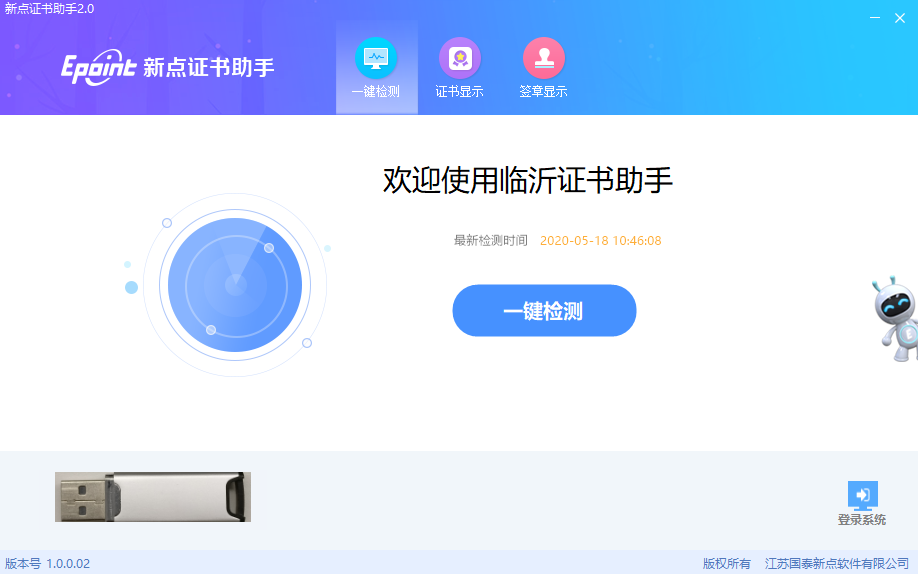 新点证书助手2.0
Epoint 新点证书助手
一键检测
证书显示
签章显示
欢迎使用临沂证书助手
最新检测时间 2020-05-18 10:46:08
一键检测
登录系统
版本号 1.0.0.02
版权所有 江苏国泰新点软件有限公司